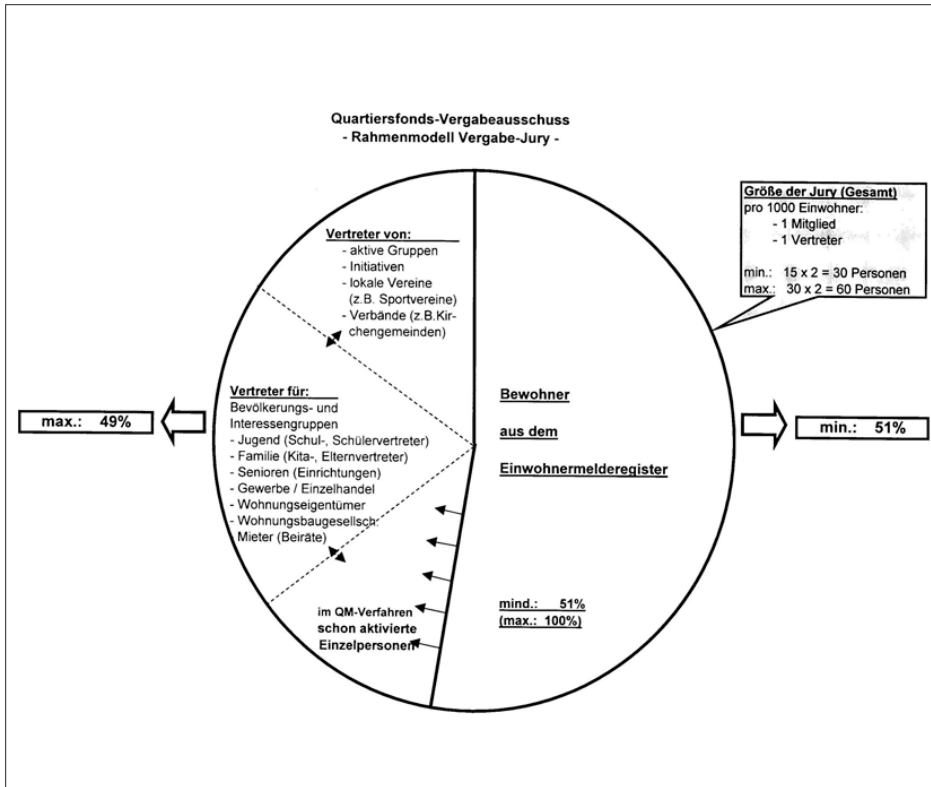 Quartiersfonds-Vergabeausschuss
- Rahmenmodell Vergabe-Jury -
Größe der Jury (Gesamt)
pro 1000 Einwohner:
- 1 Mitglied
- 1 Vertreter
min.: 15 x 2 = 30 Personen
max.: 30 x 2 = 60 Personen
Vertreter von:
- aktive Gruppen
- Initiativen
- lokale Vereine
(z.B. Sportvereine)
- Verbände (z.B.Kir-
chengemeinden)
Vertreter für:
Bevölkerungs- und
Interessengruppen
- Jugend (Schul-, Schülervertreter)
- Familie (Kita-, Elternvertreter)
- Senioren (Einrichtungen)
- Gewerbe / Einzelhandel
- Wohnungseigentümer
- Wohnungsbaugesellsch.
Mieter (Beiräte)
max.: 49%
Bewohner
aus dem
Einwohnermelderegister
min.: 51%
im QM-Verfahren
schon aktivierte
Einzelpersonen
mind.: 51%
(max.: 100%)